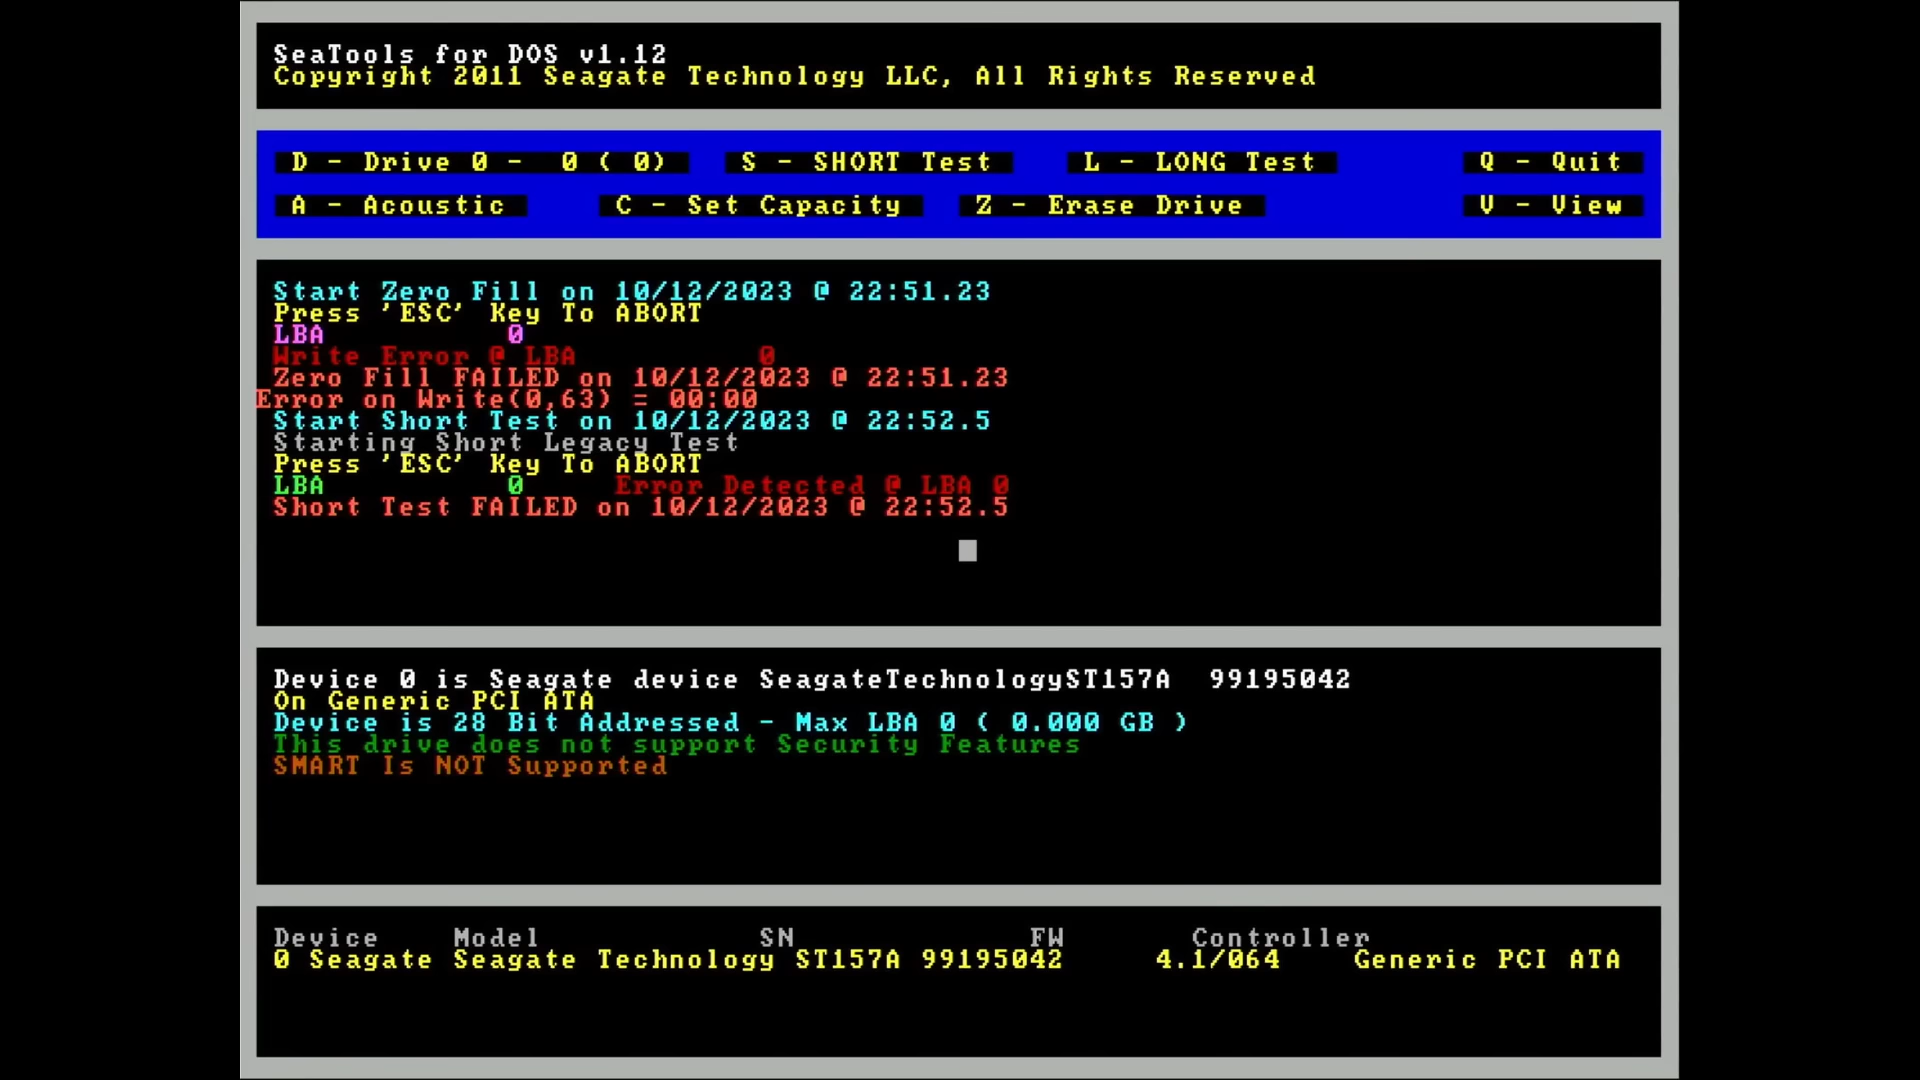 SeaTools for DOS v1.12
Copyright 2011 Seagate Technology LLC, All Rights Reserved
D - Drive 0 - 0 ( 0) S - SHORT Test L - LONG Test Q - Quit
A - Acoustic C - Set Capacity Z - Erase Drive V - View
Start Zero Fill on 10/12/2023 @ 22:51.23
Press 'ESC' Key To ABORT
LBA 0
Write Error @ LBA 0
Zero Fill FAILED on 10/12/2023 @ 22:51.23
Error on Write(0,63) = 00:00
Start Short Test on 10/12/2023 @ 22:52.5
Starting Short Legacy Test
Press 'ESC' Key To ABORT
LBA 0 Error Detected @ LBA 0
Short Test FAILED on 10/12/2023 @ 22:52.5
Device 0 is Seagate device SeagateTechnologyST157A 99195042
On Generic PCI ATA
Device is 28 Bit Addressed - Max LBA 0 ( 0.000 GB )
This drive does not support Security Features
SMART Is NOT Supported
Device Model SN FW Controller
0 Seagate Seagate Technology ST157A 99195042 4.1/064 Generic PCI ATA